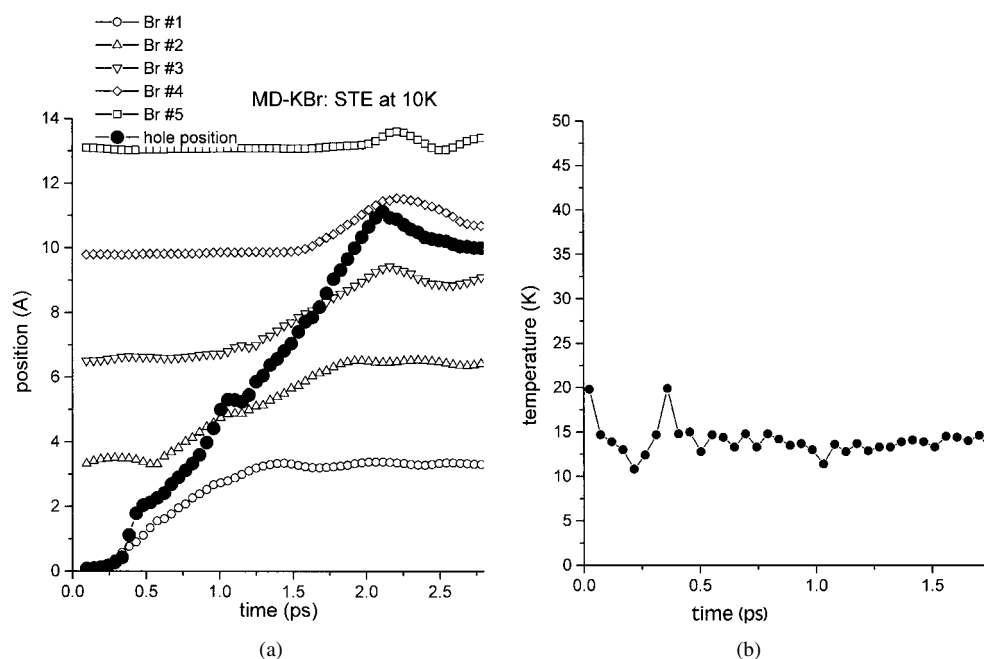 Br #1
Br #2
Br #3
Br #4
Br #5
hole position
MD-KBr: STE at 10K
14
12
10
8
6
4
2
0
position (A)
0.0 0.5 1.0 1.5 2.0 2.5
time (ps)
(a)
50
45
40
35
30
25
20
15
10
5
0
temperature (K)
0.0 0.5 1.0 1.5
time (ps)
(b)